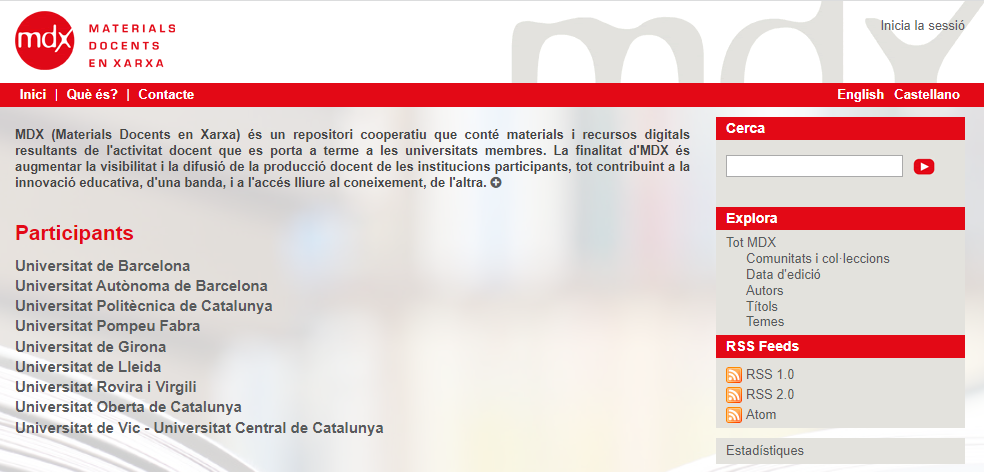 mdx
MATERIALS
DOCENTS
EN XARXA
mdx
Inicia la sessió
Inici | Què és? | Contacte
English Castellano
MDX (Materials Docents en Xarxa) és un repositori cooperatiu que conté materials i recursos digitals
resultants de l'activitat docent que es porta a terme a les universitats membres. La finalitat d'MDX és
augmentar la visibilitat i la difusió de la producció docent de les institucions participants, tot contribuint a la
innovació educativa, d'una banda, i a l'accés lliure al coneixement, de l'altra.
Participants
Universitat de Barcelona
Universitat Autònoma de Barcelona
Universitat Politècnica de Catalunya
Universitat Pompeu Fabra
Universitat de Girona
Universitat de Lleida
Universitat Rovira i Virgili
Universitat Oberta de Catalunya
Universitat de Vic - Universitat Central de Catalunya
Cerca
Explora
Tot MDX
Comunitats i col·leccions
Data d'edició
Autors
Títols
Temes
RSS Feeds
RSS 1.0
RSS 2.0
Atom
Estadístiques